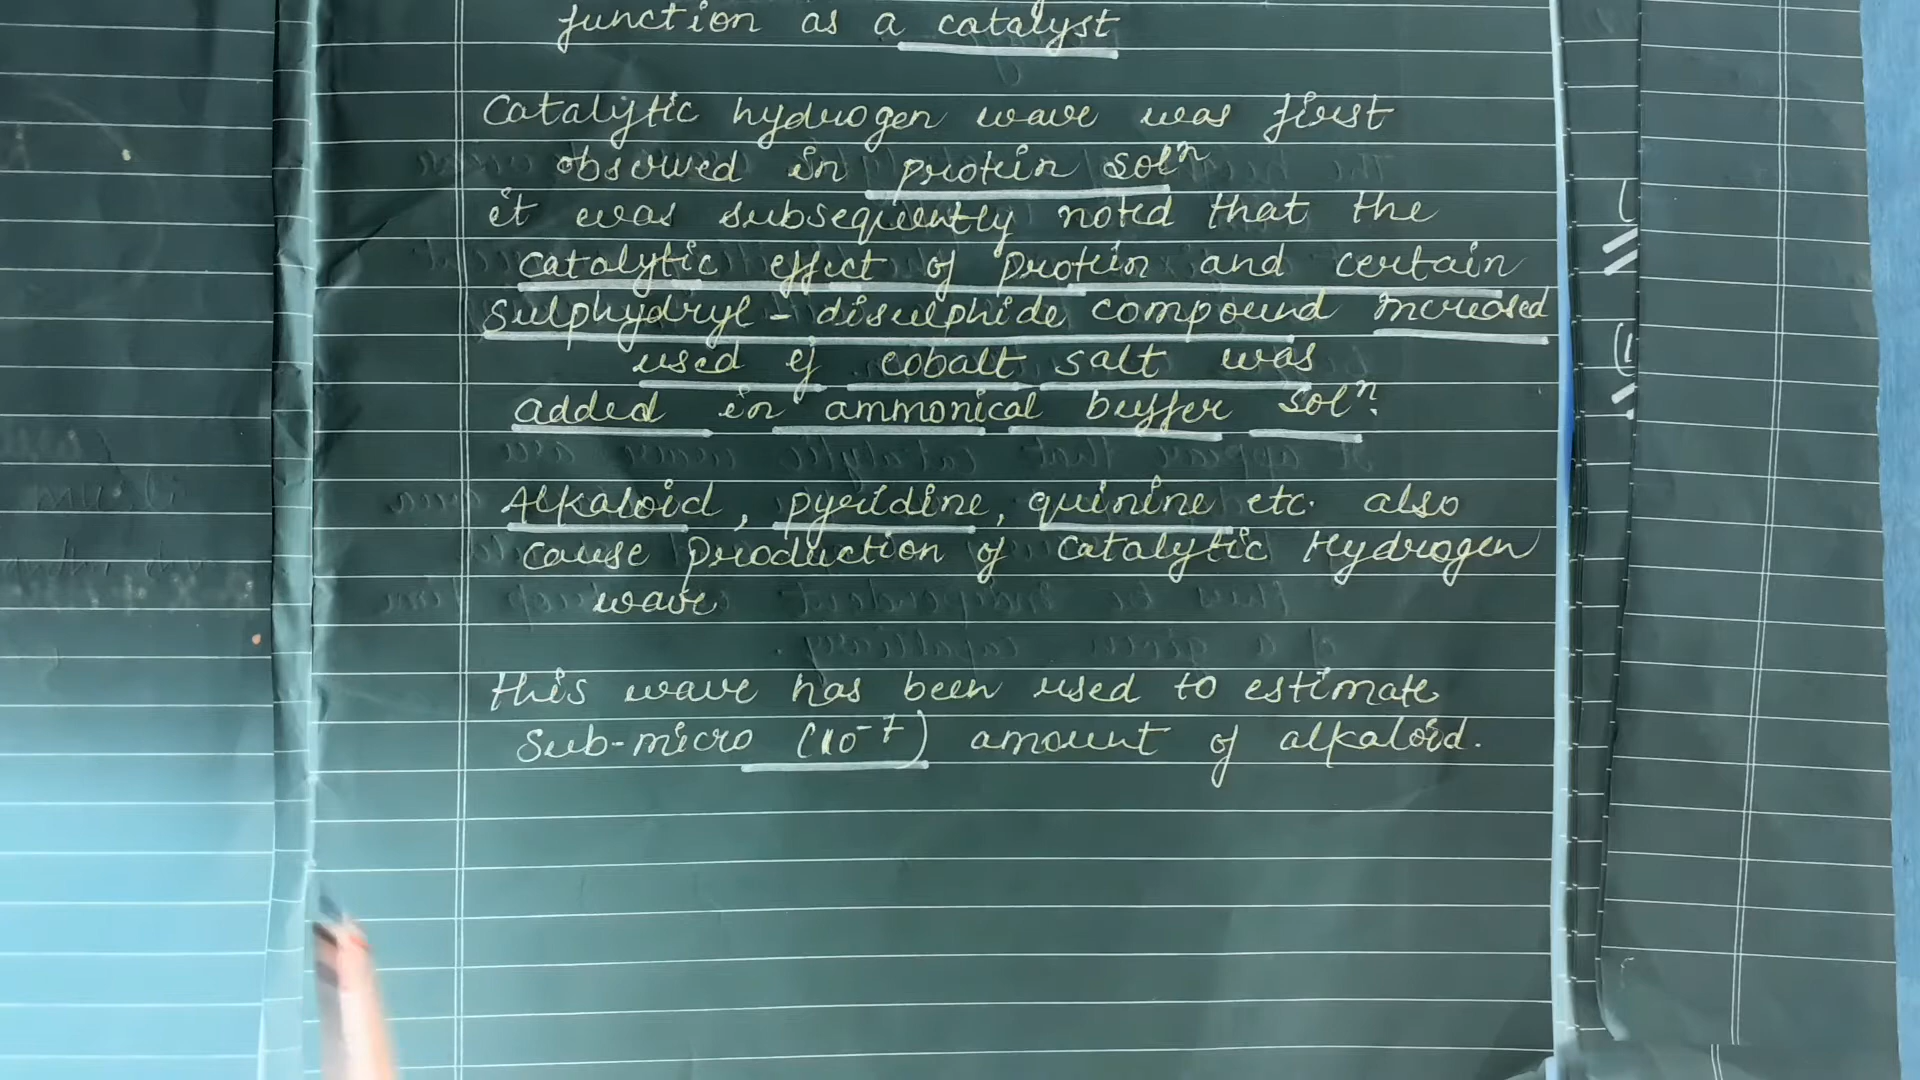 function as a catalyst
Catalytic hydrogen wave was first
observed in protein solⁿ
it was subsequently noted that the
catalytic effect of protein and certain
sulphydryl - disulphide compound increased
used if cobalt salt was
added in ammonical buffer solⁿ.
Alkaloid, pyridine, quinine etc. also
cause production of catalytic Hydrogen
wave
this wave has been used to estimate
sub-micro (10⁻⁷) amount of alkaloid.